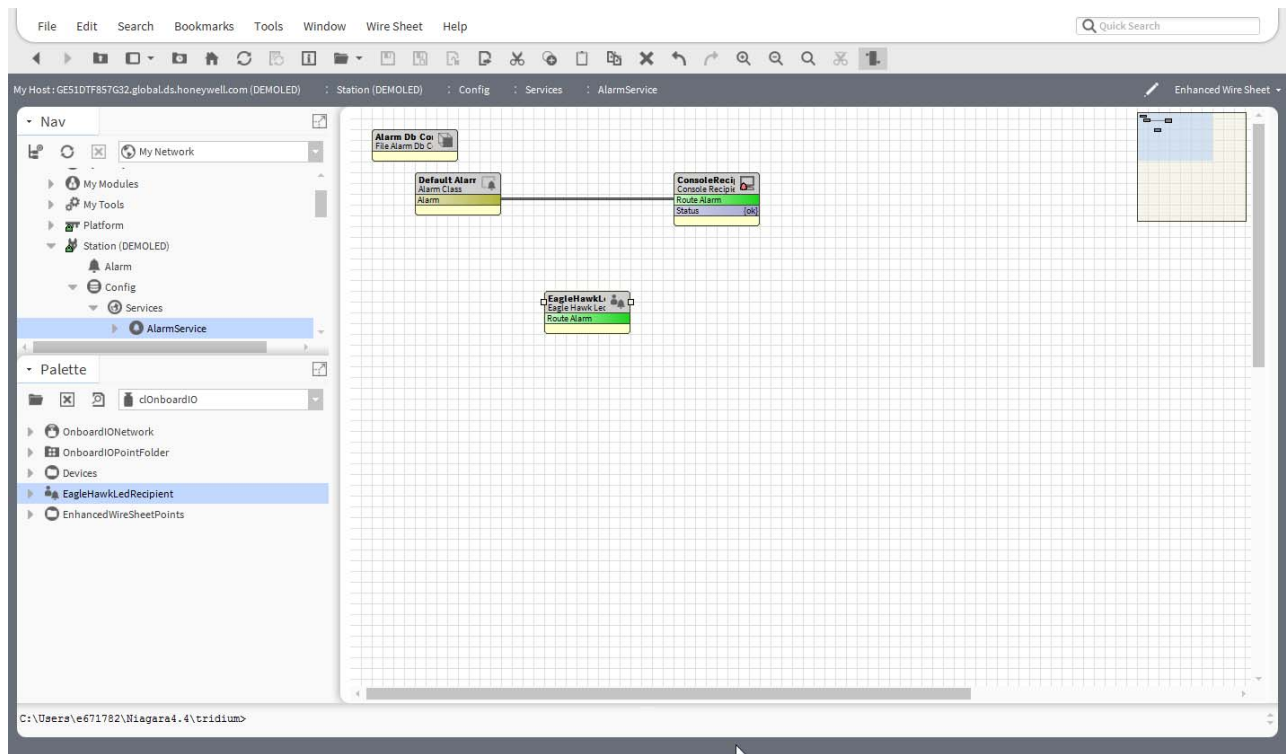 File Edit Search Bookmarks Tools Window Wire Sheet Help
Quick Search
My Host : GE51DTF857G32.global.ds.honeywell.com (DEMOLED) : Station (DEMOLED) : Config : Services : AlarmService
Enhanced Wire Sheet
Nav
My Network
My Modules
My Tools
Platform
Station (DEMOLED)
Alarm
Config
Services
AlarmService
Palette
clOnboardIO
OnboardIONetwork
OnboardIOPointFolder
Devices
EagleHawkLedRecipient
EnhancedWireSheetPoints
Alarm Db Co
File Alarm Db C
Default Alarr
Alarm Class
Alarm
ConsoleReci
Console Recipie
Route Alarm
Status {ok}
EagleHawkL
Eagle Hawk Lec
Route Alarm
C:\Users\e671782\Niagara4.4\tridium>